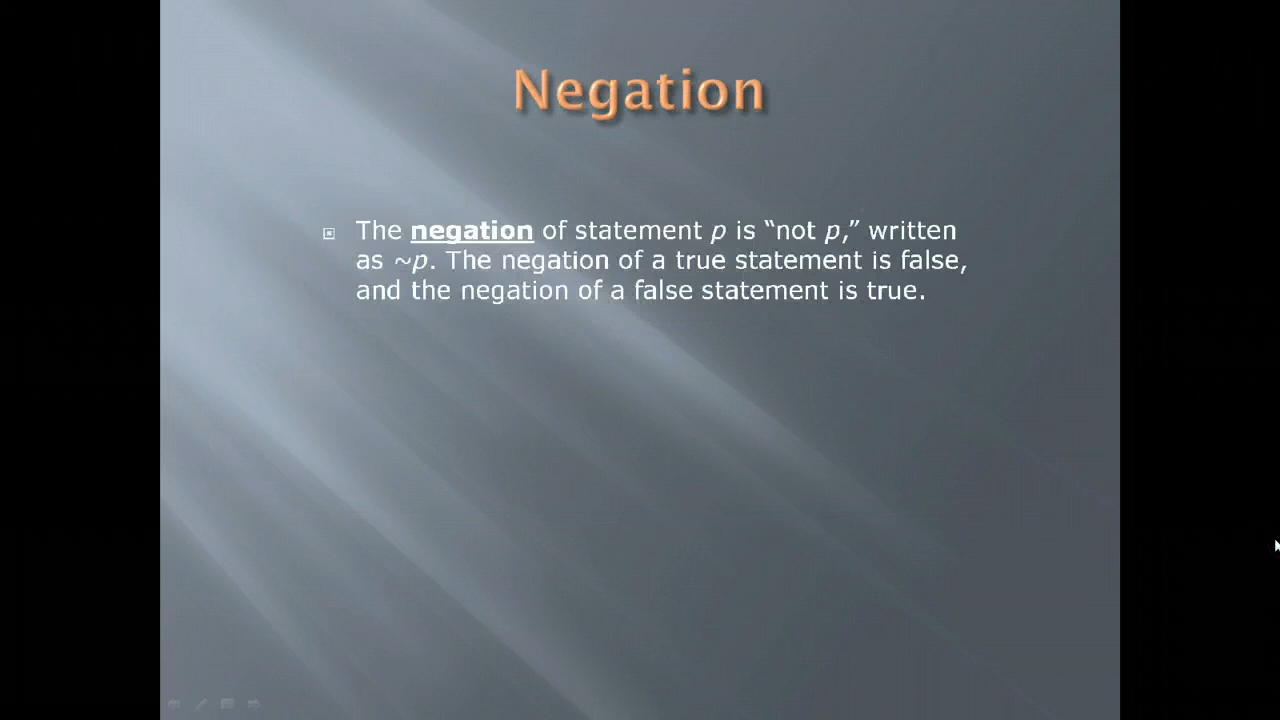 Negation
The negation of statement p is “not p,” written
as ~p. The negation of a true statement is false,
and the negation of a false statement is true.